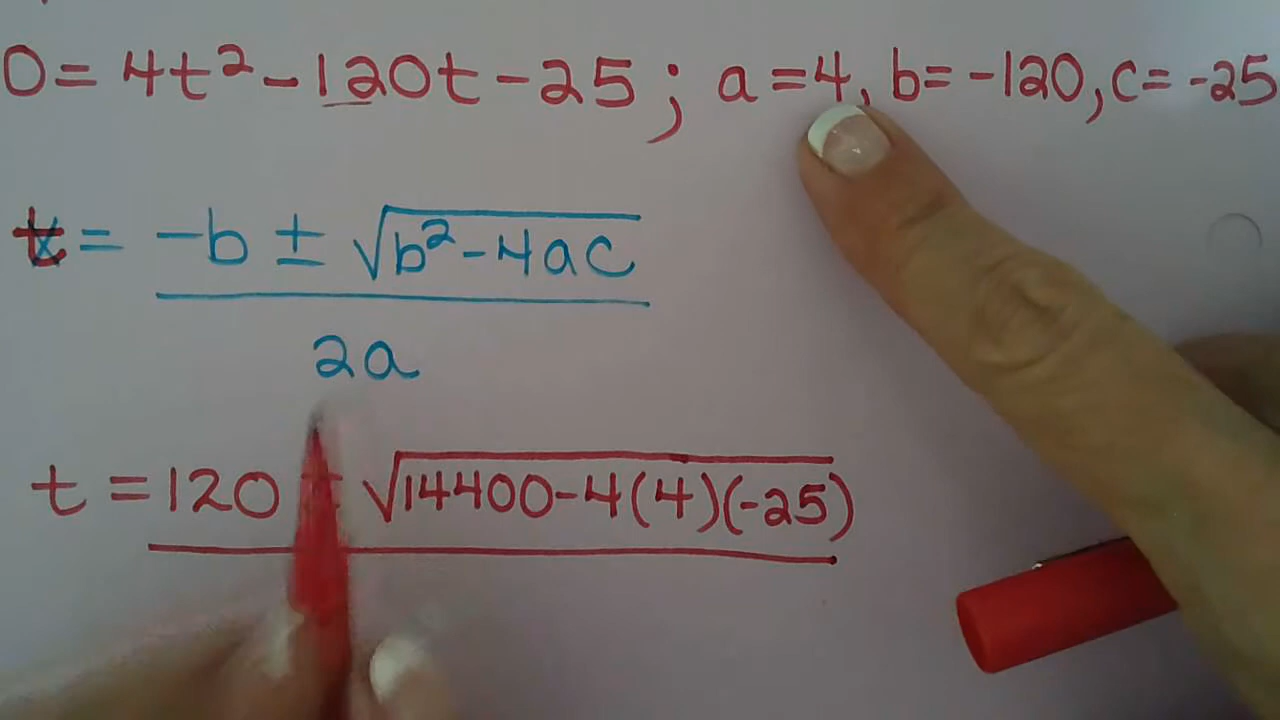 0 = 4t² - 120t - 25 ; a = 4, b = -120, c = -25
t = -b ± √b² - 4ac
2a
t = 120 ± √14400 - 4(4)(-25)